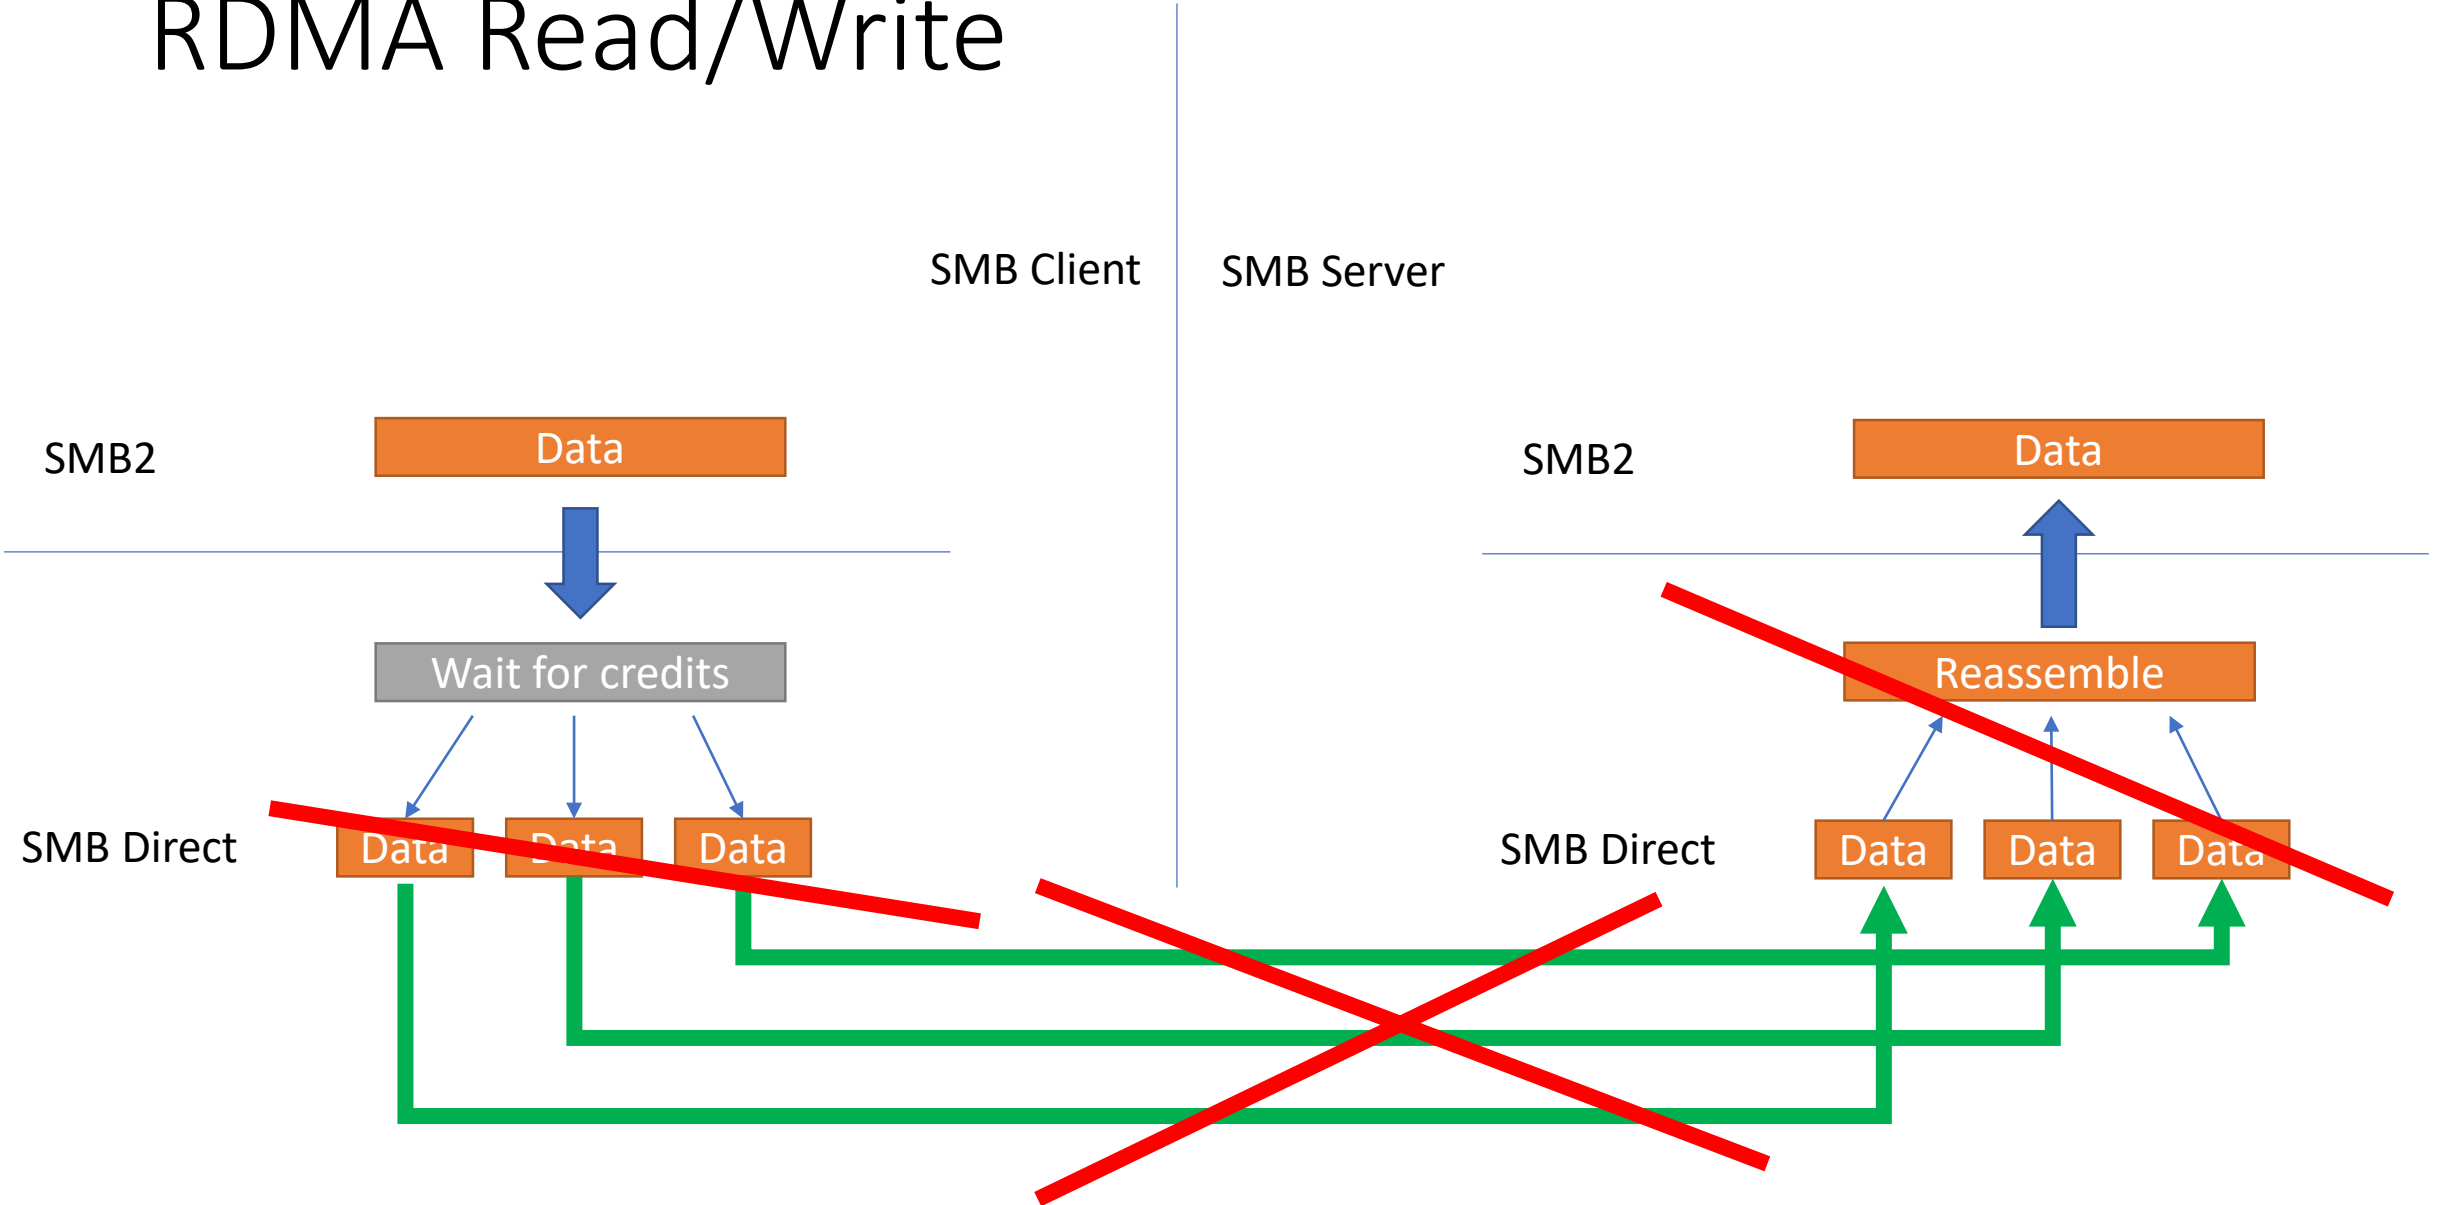 RDMA Read/Write
SMB Client
SMB Server
SMB2
Data
SMB2
Data
Wait for credits
Reassemble
SMB Direct
Data
Data
Data
SMB Direct
Data
Data
Data